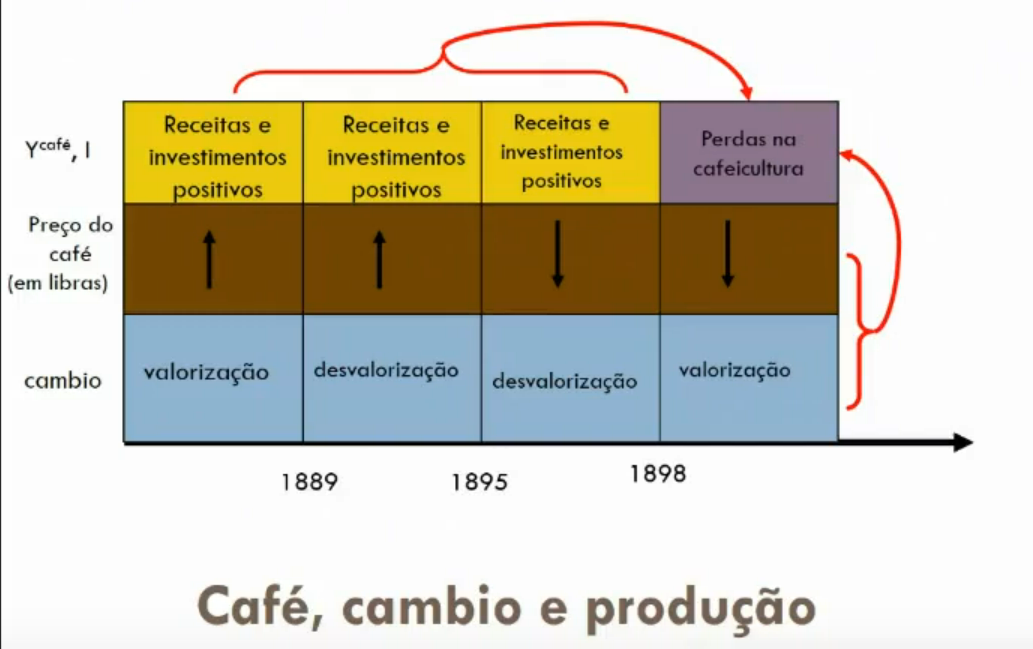 Receitas e
investimentos
positivos
Receitas e
investimentos
positivos
Receitas e
investimentos
positivos
Perdas na
cafeicultura
Yᶜᵃᶠᵉ́, I
Preço do
café
(em libras)
cambio
valorização
desvalorização
desvalorização
valorização
1889
1895
1898
Café, cambio e produção